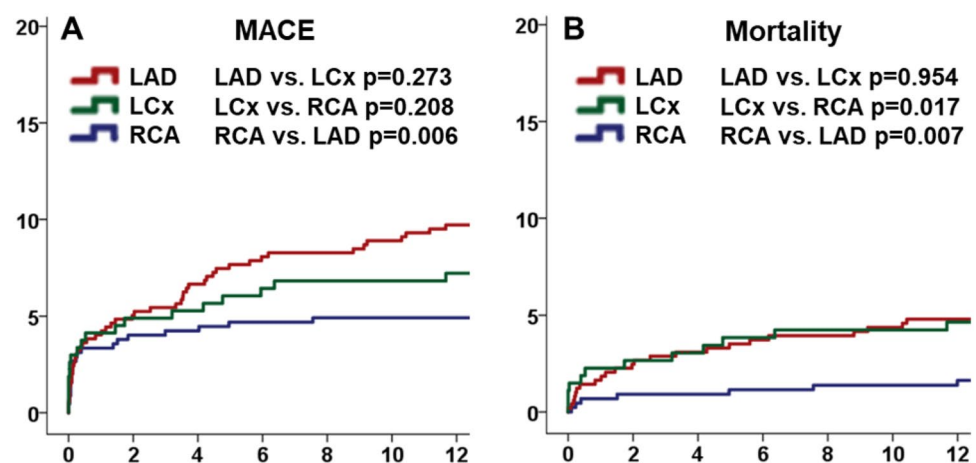 A MACE
LAD LAD vs. LCx p=0.273
LCx LCx vs. RCA p=0.208
RCA RCA vs. LAD p=0.006
20
15
10
5
0
0 2 4 6 8 10 12
B Mortality
LAD LAD vs. LCx p=0.954
LCx LCx vs. RCA p=0.017
RCA RCA vs. LAD p=0.007
20
15
10
5
0
0 2 4 6 8 10 12